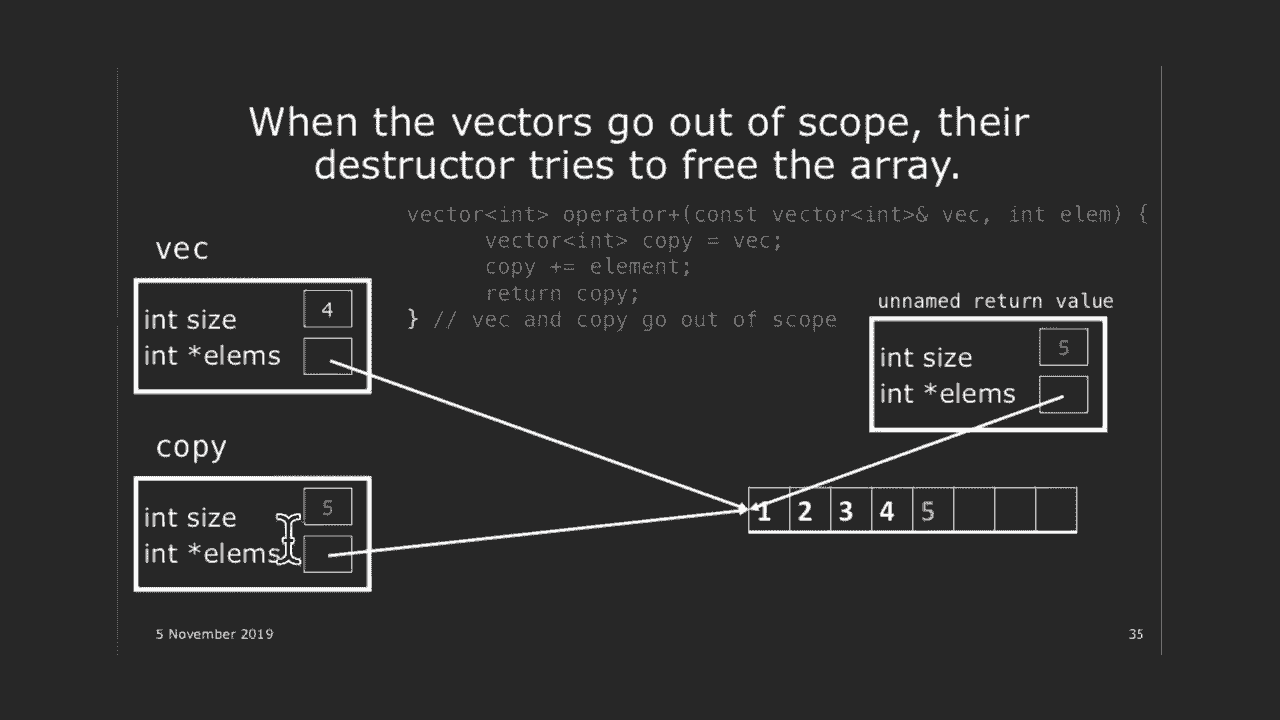 When the vectors go out of scope, their
destructor tries to free the array.
vector<int> operator+(const vector<int>& vec, int elem) {
vector<int> copy = vec;
copy += element;
return copy;
} // vec and copy go out of scope
vec
int size 4
int *elems
copy
int size 5
int *elems
unnamed return value
int size 5
int *elems
1 2 3 4 5
5 November 2019
35